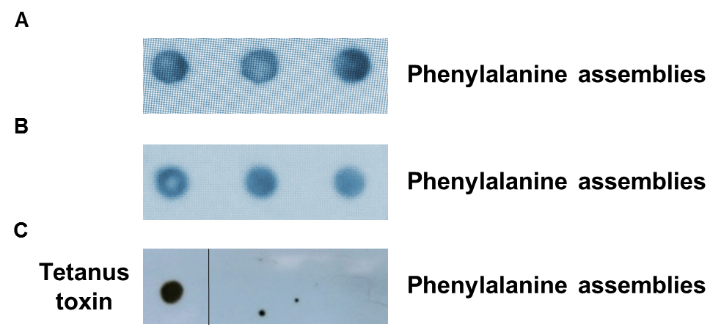 A
Phenylalanine assemblies
B
Phenylalanine assemblies
C
Tetanus
toxin
Phenylalanine assemblies